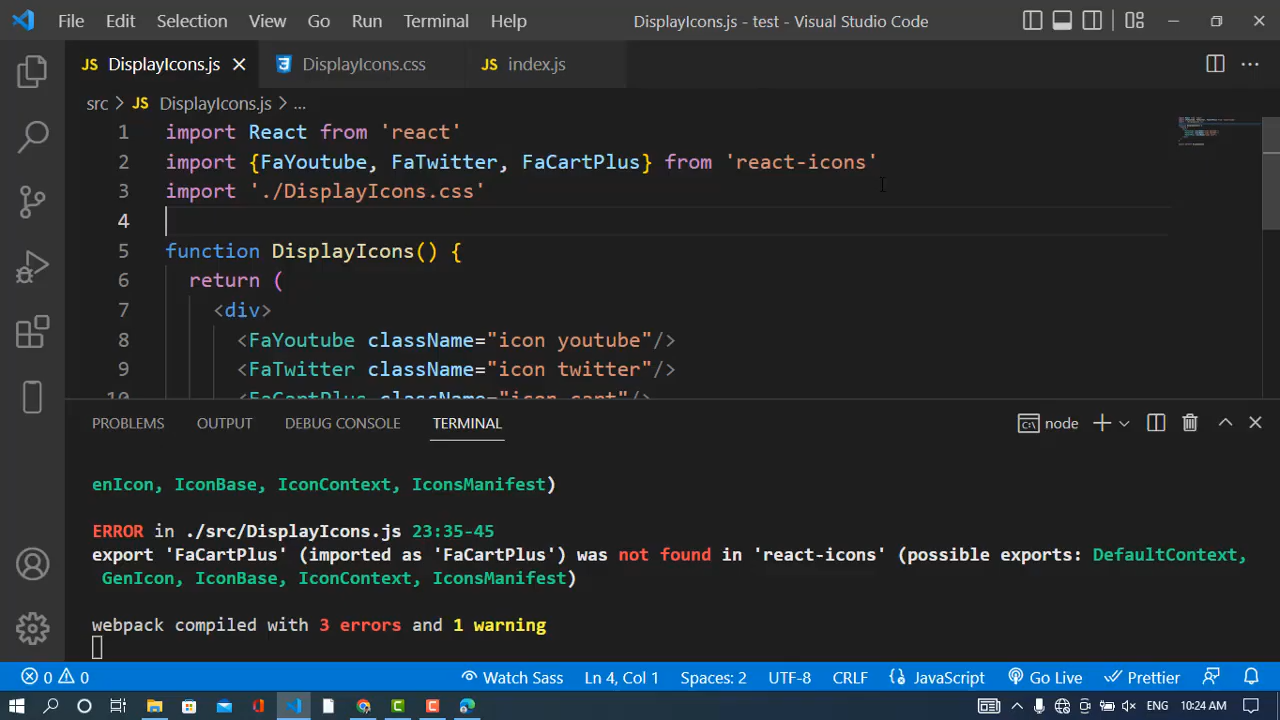 File Edit Selection View Go Run Terminal Help DisplayIcons.js - test - Visual Studio Code
JS DisplayIcons.js DisplayIcons.css JS index.js
src > JS DisplayIcons.js > ...
1 import React from 'react'
2 import {FaYoutube, FaTwitter, FaCartPlus} from 'react-icons'
3 import './DisplayIcons.css'
4
5 function DisplayIcons() {
6 return (
7 <div>
8 <FaYoutube className="icon youtube"/>
9 <FaTwitter className="icon twitter"/>
10 <FaCartPlus className="icon cart"/>
PROBLEMS OUTPUT DEBUG CONSOLE TERMINAL node
enIcon, IconBase, IconContext, IconsManifest)
ERROR in ./src/DisplayIcons.js 23:35-45
export 'FaCartPlus' (imported as 'FaCartPlus') was not found in 'react-icons' (possible exports: DefaultContext,
GenIcon, IconBase, IconContext, IconsManifest)
webpack compiled with 3 errors and 1 warning
0 0 Watch Sass Ln 4, Col 1 Spaces: 2 UTF-8 CRLF JavaScript Go Live Prettier
ENG 10:24 AM